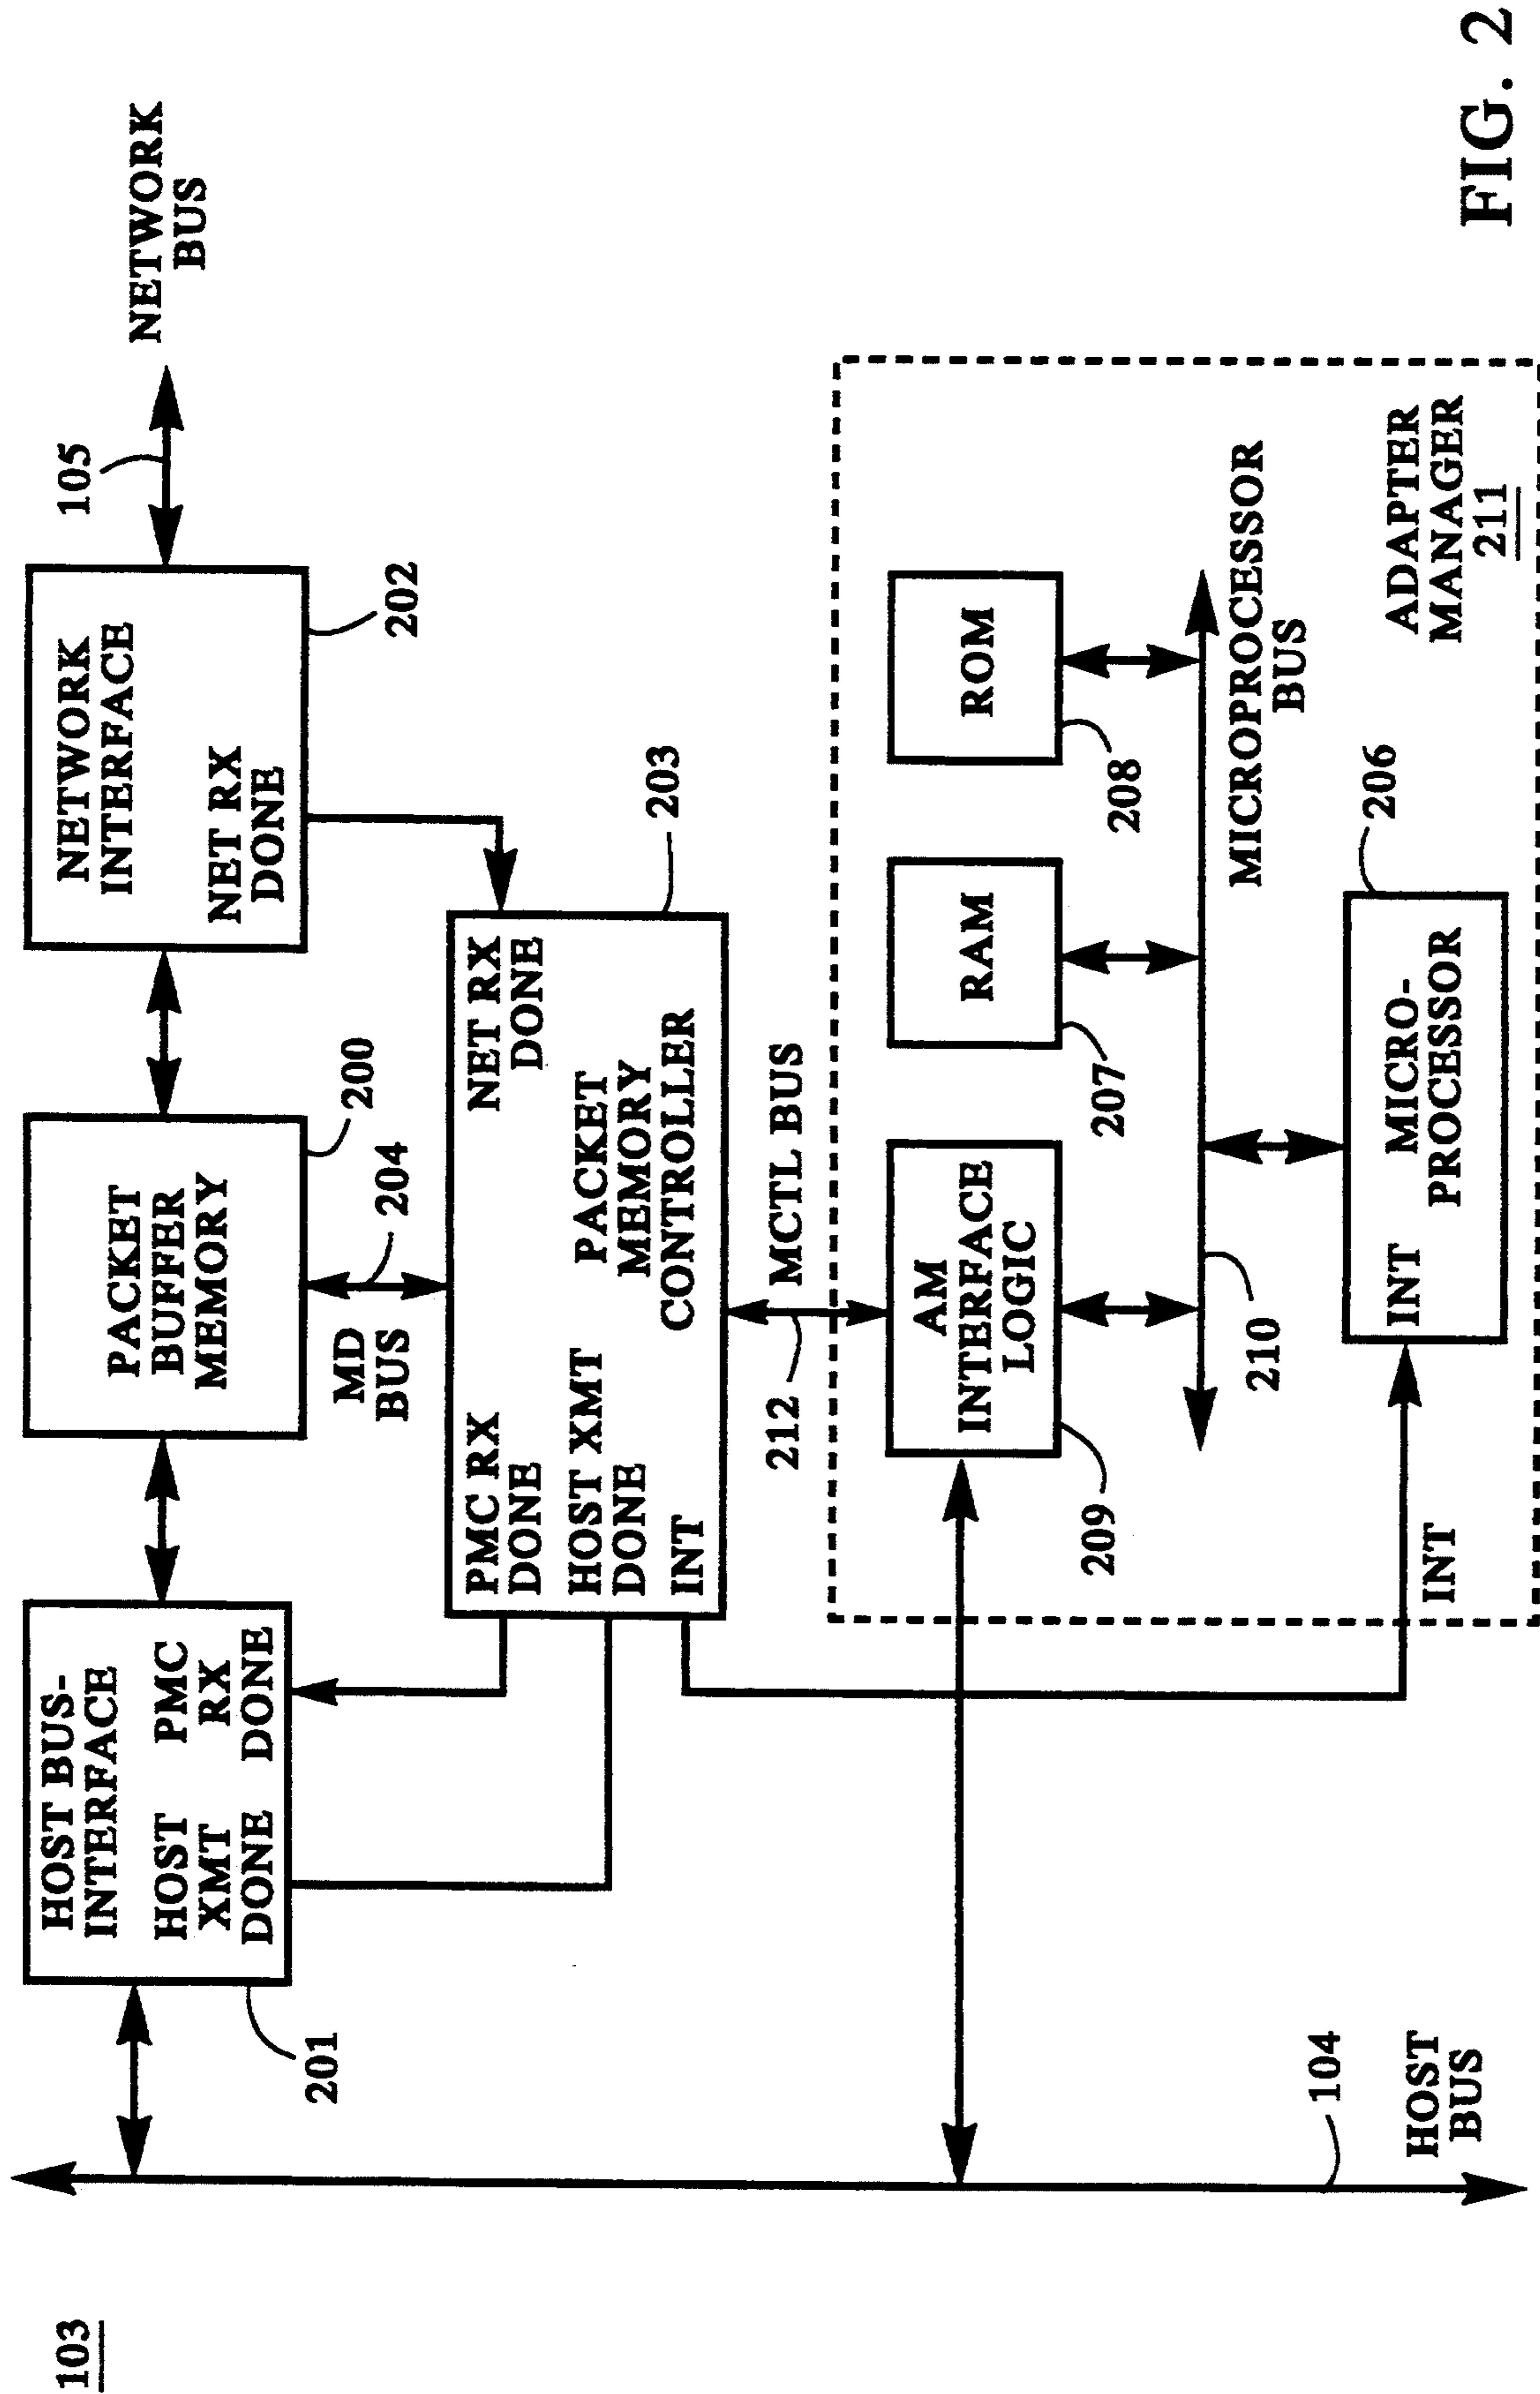 103
HOST BUS-
INTERFACE
HOST
XMT
DONE
PMC
RX
DONE
201
PACKET
BUFFER
MEMORY
200
NETWORK
INTERFACE
NET RX
DONE
202
105
NETWORK
BUS
MD
BUS
204
PMC RX
DONE
HOST XMT
DONE
INT
PACKET
MEMORY
CONTROLLER
NET RX
DONE
203
212
MCTL BUS
AM
INTERFACE
LOGIC
209
RAM
207
ROM
208
210
MICROPROCESSOR
BUS
INT
INT
MICRO-
PROCESSOR
206
ADAPTER
MANAGER
211
104
HOST
BUS
FIG. 2